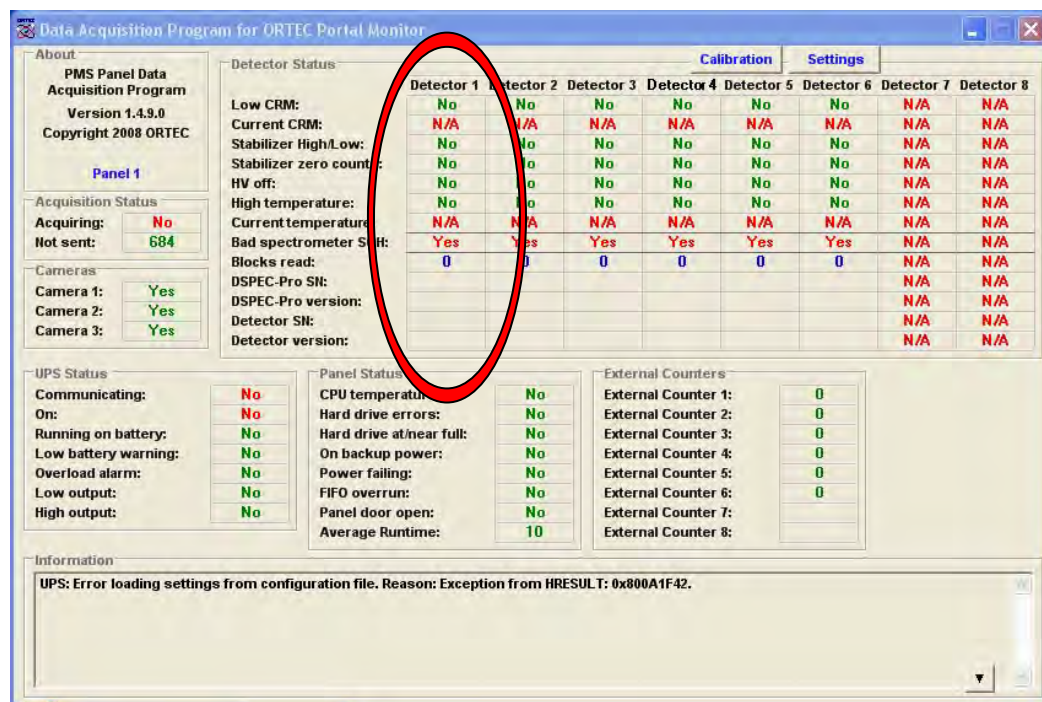 Data Acquisition Program for ORTEC Portal Monitor
About
PMS Panel Data
Acquisition Program
Version 1.4.9.0
Copyright 2008 ORTEC
Panel 1
Acquisition Status
Acquiring: No
Not sent: 684
Cameras
Camera 1: Yes
Camera 2: Yes
Camera 3: Yes
Detector Status
Calibration Settings
Detector 1 Detector 2 Detector 3 Detector 4 Detector 5 Detector 6 Detector 7 Detector 8
Low CRM: No No No No No No N/A N/A
Current CRM: N/A N/A N/A N/A N/A N/A N/A N/A
Stabilizer High/Low: No No No No No No N/A N/A
Stabilizer zero counts: No No No No No No N/A N/A
HV off: No No No No No No N/A N/A
High temperature: No No No No No No N/A N/A
Current temperature: N/A N/A N/A N/A N/A N/A N/A N/A
Bad spectrometer SOH: Yes Yes Yes Yes Yes Yes N/A N/A
Blocks read: 0 0 0 0 0 0 N/A N/A
DSPEC-Pro SN: N/A N/A
DSPEC-Pro version: N/A N/A
Detector SN: N/A N/A
Detector version: N/A N/A
UPS Status
Communicating: No
On: No
Running on battery: No
Low battery warning: No
Overload alarm: No
Low output: No
High output: No
Panel Status
CPU temperature: No
Hard drive errors: No
Hard drive at/near full: No
On backup power: No
Power failing: No
FIFO overrun: No
Panel door open: No
Average Runtime: 10
External Counters
External Counter 1: 0
External Counter 2: 0
External Counter 3: 0
External Counter 4: 0
External Counter 5: 0
External Counter 6: 0
External Counter 7:
External Counter 8:
Information
UPS: Error loading settings from configuration file. Reason: Exception from HRESULT: 0x800A1F42.